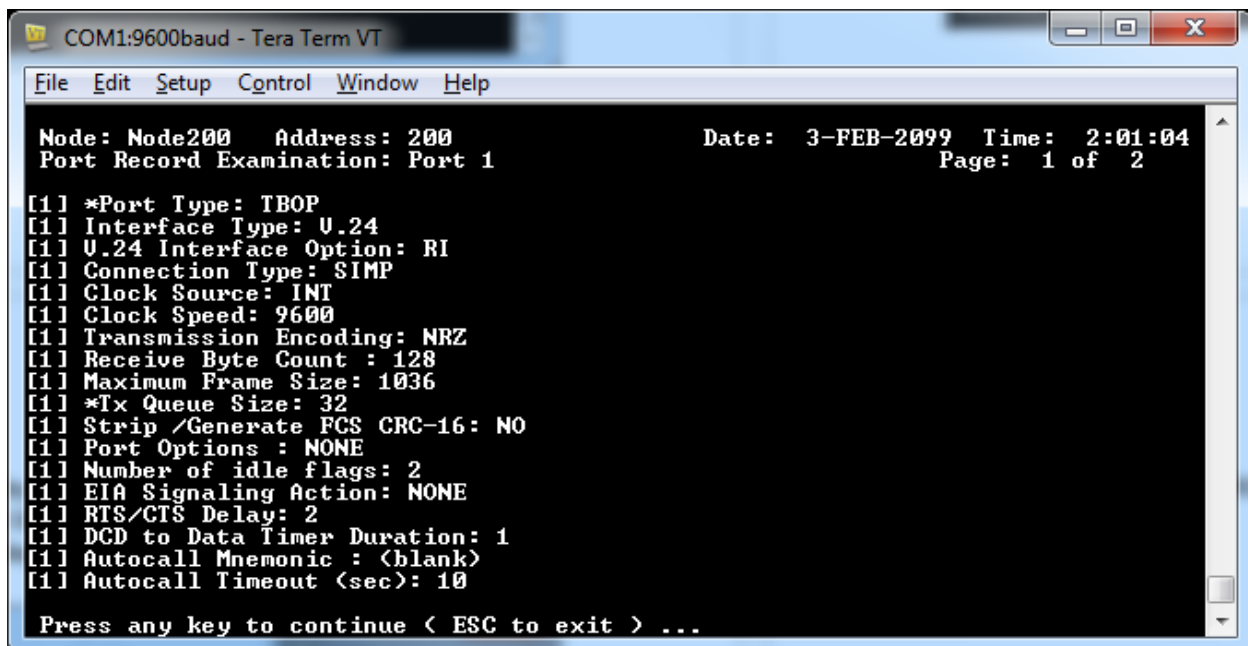 COM1:9600baud - Tera Term VT
File Edit Setup Control Window Help
Node: Node200 Address: 200 Date: 3-FEB-2099 Time: 2:01:04
Port Record Examination: Port 1 Page: 1 of 2
[1] *Port Type: TBOP
[1] Interface Type: V.24
[1] V.24 Interface Option: RI
[1] Connection Type: SIMP
[1] Clock Source: INT
[1] Clock Speed: 9600
[1] Transmission Encoding: NRZ
[1] Receive Byte Count : 128
[1] Maximum Frame Size: 1036
[1] *Tx Queue Size: 32
[1] Strip /Generate FCS CRC-16: NO
[1] Port Options : NONE
[1] Number of idle flags: 2
[1] EIA Signaling Action: NONE
[1] RTS/CTS Delay: 2
[1] DCD to Data Timer Duration: 1
[1] Autocall Mnemonic : (blank)
[1] Autocall Timeout (sec): 10
Press any key to continue ( ESC to exit ) ...